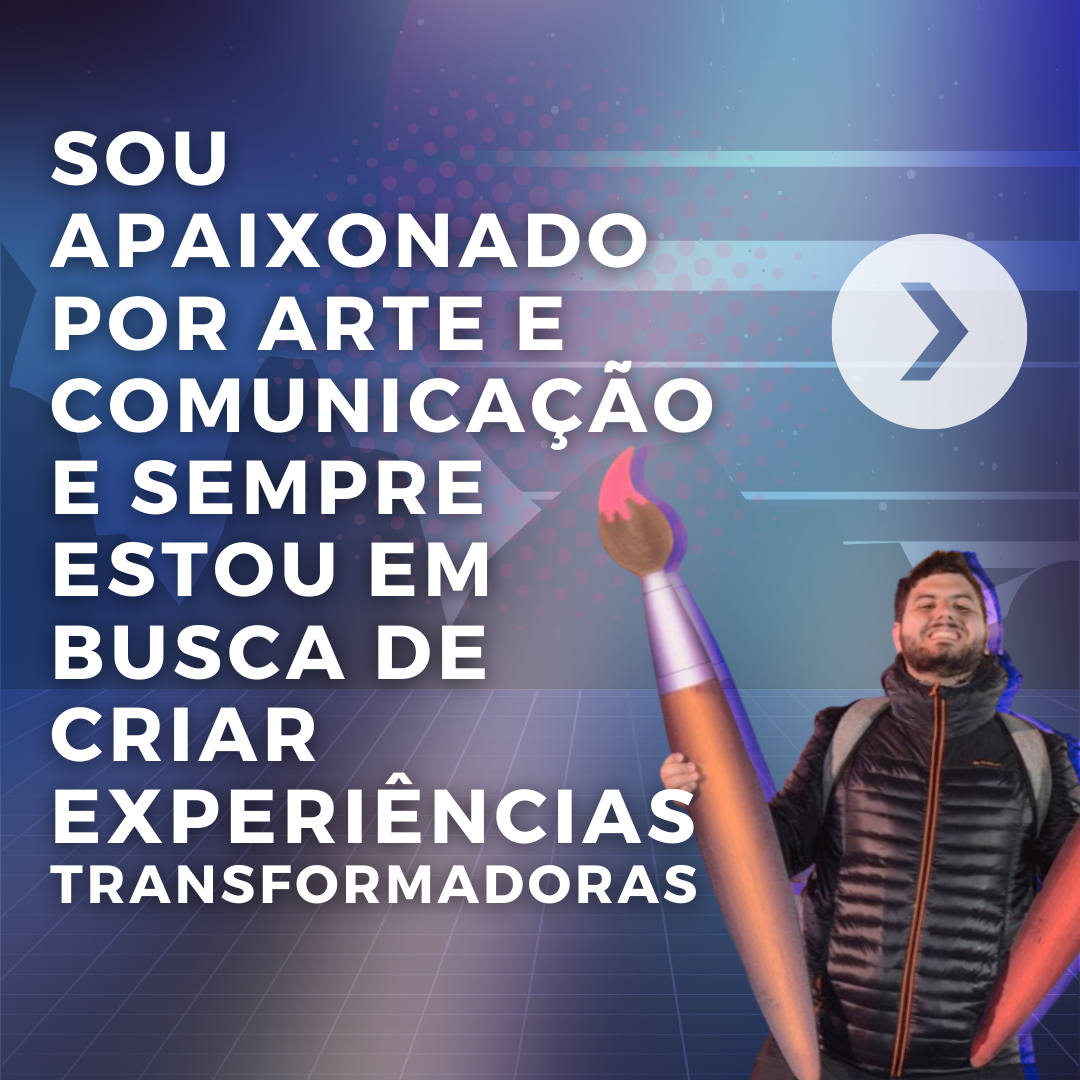 SOU
APAIXONADO
POR ARTE E
COMUNICAÇÃO
E SEMPRE
ESTOU EM
BUSCA DE
CRIAR
EXPERIÊNCIAS
TRANSFORMADORAS